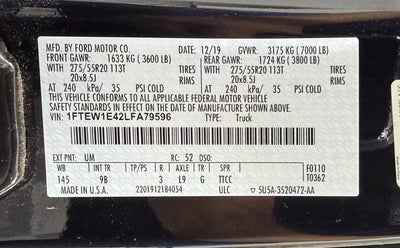 MFD. BY FORD MOTOR CO. 12/19 GVWR: 3175 KG (7000 LB)
FRONT GAWR: 1633 KG (3600 LB) REAR GAWR: 1724 KG (3800 LB)
275/55R20 113T TIRES 275/55R20 113T TIRES
20x8.5J RIMS 20x8.5J RIMS
AT 240 kPa/ 35 PSI COLD AT 240 kPa/ 35 PSI COLD
THIS VEHICLE CONFORMS TO ALL APPLICABLE FEDERAL MOTOR VEHICLE
SAFETY STANDARDS IN EFFECT ON THE DATE OF MANUFACTURE SHOWN ABOVE.
VIN: 1FTEW1E42LFA79596 TYPE: Truck
EXT PNT: UM RC: 52 DSO:
WB INT TR TP/PS R AXLE TR SPR F0110
145 9B 3 L9 G TTCC T0362
MADE IN U.S.A. 2201912184054 ULC 5U5A-3520472-AA